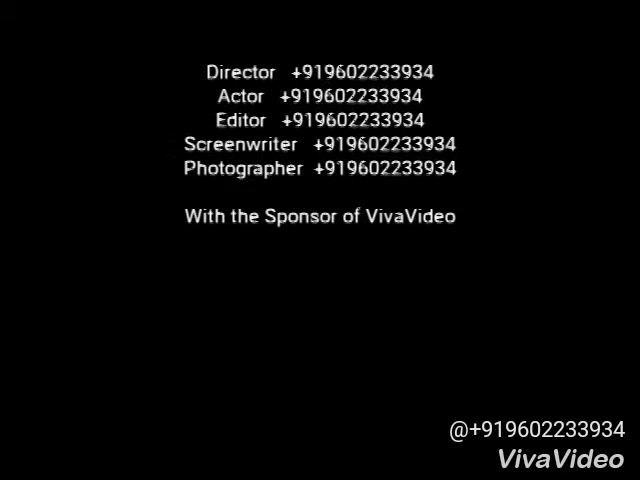 Director +919602233934
Actor +919602233934
Editor +919602233934
Screenwriter +919602233934
Photographer +919602233934
With the Sponsor of VivaVideo
@+919602233934
VivaVideo